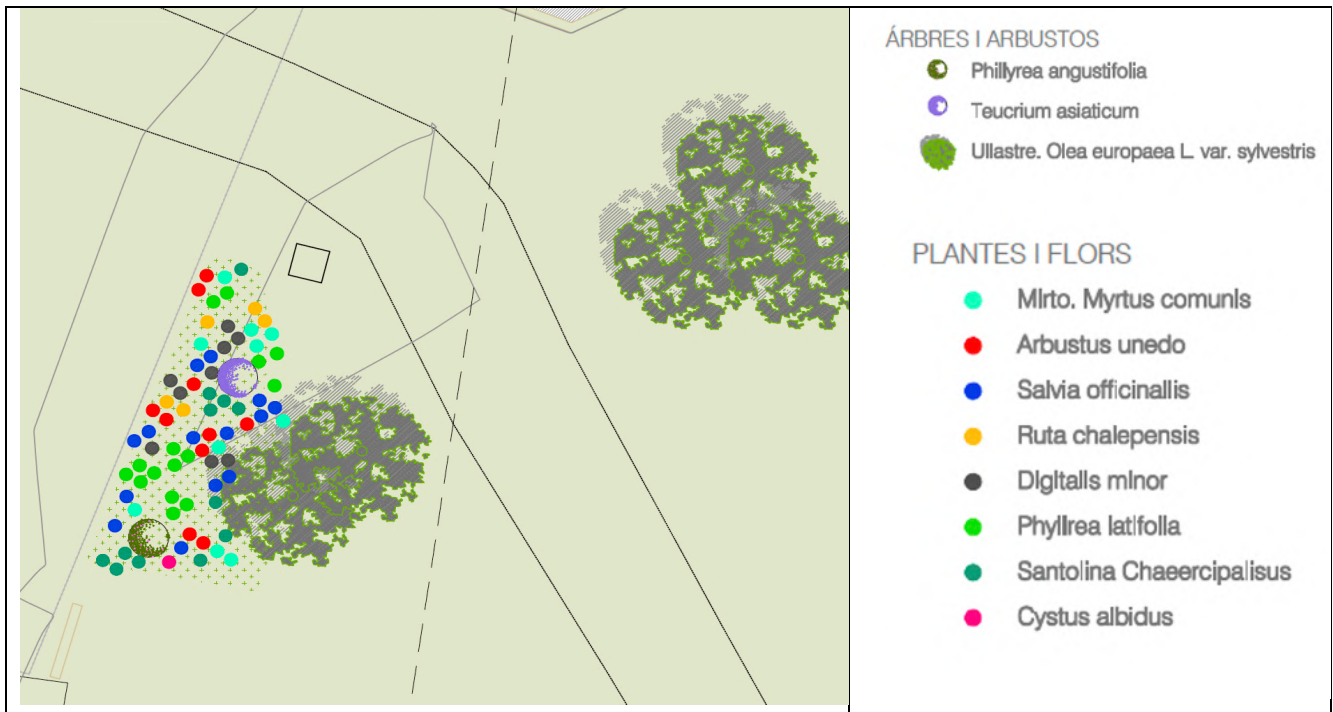 ÁRBRES I ARBUSTOS
Phillyrea angustifolia
Teucrium asiaticum
Ullastre. Olea europaea L. var. sylvestris
PLANTES I FLORS
Mirto. Myrtus comunis
Arbustus unedo
Salvia officinallis
Ruta chalepensis
Digitalis minor
Phyllrea latifolla
Santolina Chaeercipalisus
Cystus albidus